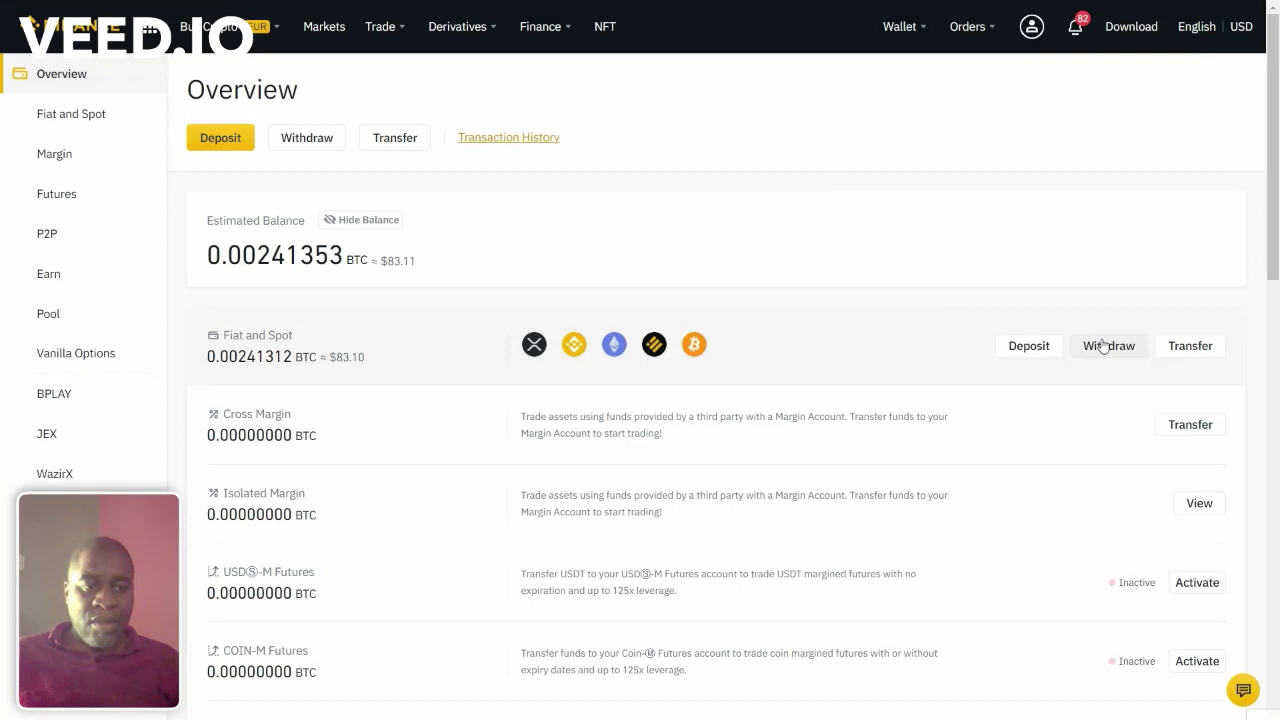 VEED.IO
EUR
Markets
Trade
Derivatives
Finance
NFT
Wallet
Orders
82
Download
English
USD
Overview
Fiat and Spot
Margin
Futures
P2P
Earn
Pool
Vanilla Options
BPLAY
JEX
WazirX
Overview
Deposit
Withdraw
Transfer
Transaction History
Estimated Balance
Hide Balance
0.00241353 BTC ≈ $83.11
Fiat and Spot
0.00241312 BTC ≈ $83.10
Deposit
Withdraw
Transfer
Cross Margin
0.00000000 BTC
Trade assets using funds provided by a third party with a Margin Account. Transfer funds to your
Margin Account to start trading!
Transfer
Isolated Margin
0.00000000 BTC
Trade assets using funds provided by a third party with a Margin Account. Transfer funds to your
Margin Account to start trading!
View
USDⓈ-M Futures
0.00000000 BTC
Transfer USDT to your USDⓈ-M Futures account to trade USDT margined futures with no
expiration and up to 125x leverage.
Inactive
Activate
COIN-M Futures
0.00000000 BTC
Transfer funds to your Coin-Ⓜ Futures account to trade coin margined futures with or without
expiry dates and up to 125x leverage.
Inactive
Activate